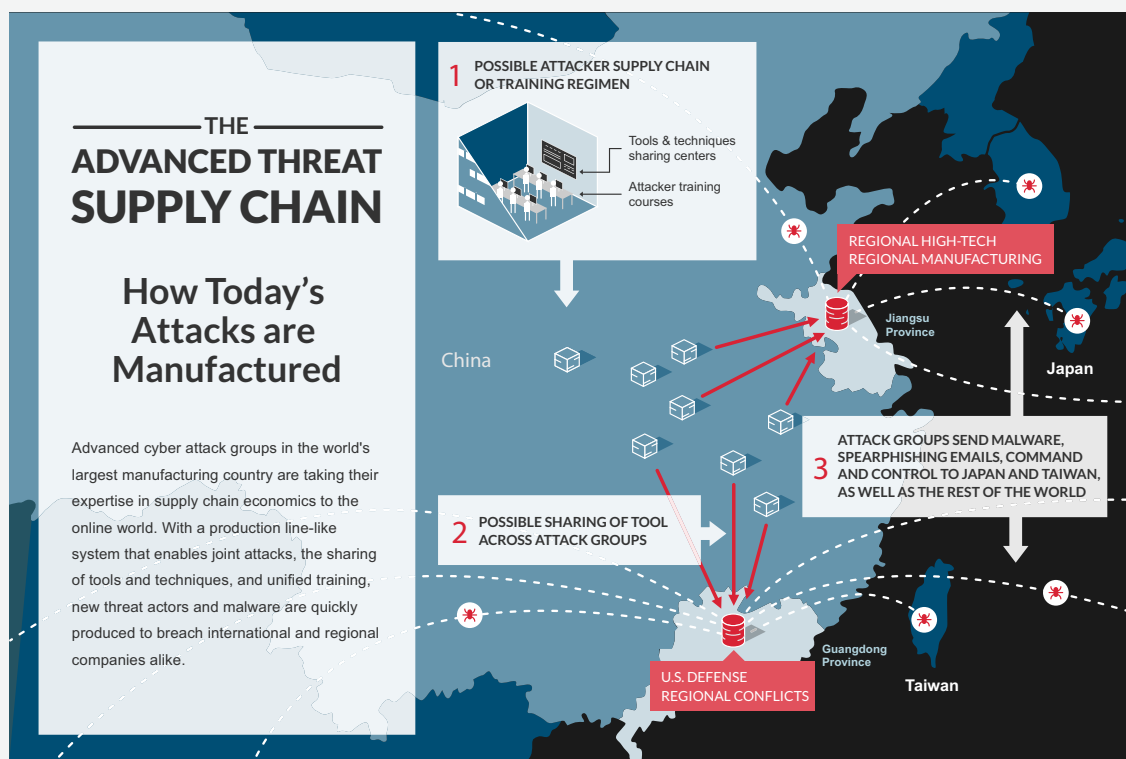 THE
ADVANCED THREAT
SUPPLY CHAIN
How Today's
Attacks are
Manufactured
Advanced cyber attack groups in the world's
largest manufacturing country are taking their
expertise in supply chain economics to the
online world. With a production line-like
system that enables joint attacks, the sharing
of tools and techniques, and unified training,
new threat actors and malware are quickly
produced to breach international and regional
companies alike.
1 POSSIBLE ATTACKER SUPPLY CHAIN
OR TRAINING REGIMEN
Tools & techniques
sharing centers
Attacker training
courses
REGIONAL HIGH-TECH
REGIONAL MANUFACTURING
Jiangsu
Province
China
Japan
3 ATTACK GROUPS SEND MALWARE,
SPEARPHISHING EMAILS, COMMAND
AND CONTROL TO JAPAN AND TAIWAN,
AS WELL AS THE REST OF THE WORLD
2 POSSIBLE SHARING OF TOOL
ACROSS ATTACK GROUPS
Guangdong
Province
U.S. DEFENSE
REGIONAL CONFLICTS
Taiwan